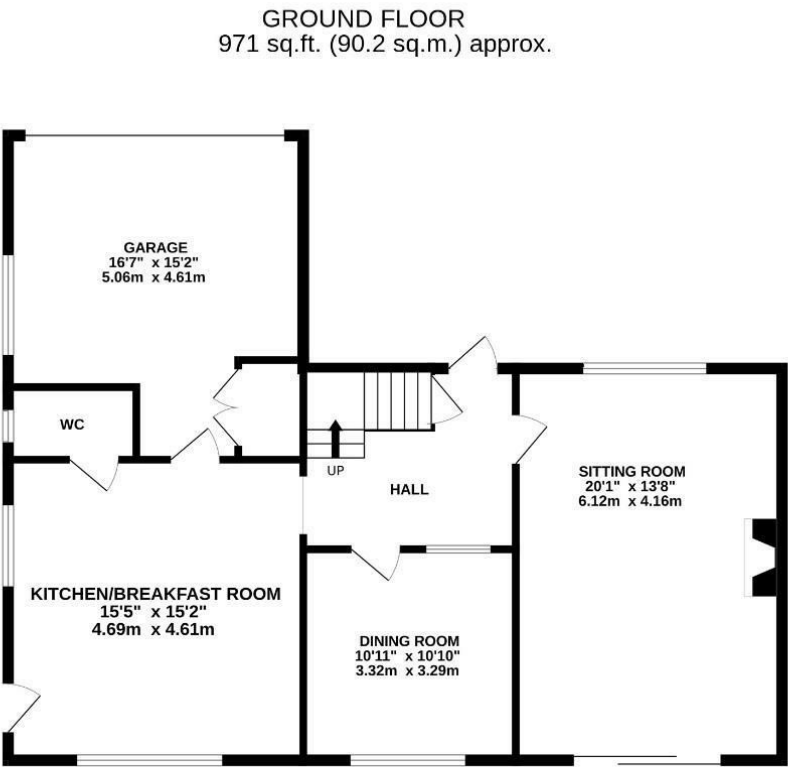 GROUND FLOOR
971 sq.ft. (90.2 sq.m.) approx.
GARAGE
16'7" x 15'2"
5.06m x 4.61m
WC
UP
HALL
SITTING ROOM
20'1" x 13'8"
6.12m x 4.16m
KITCHEN/BREAKFAST ROOM
15'5" x 15'2"
4.69m x 4.61m
DINING ROOM
10'11" x 10'10"
3.32m x 3.29m